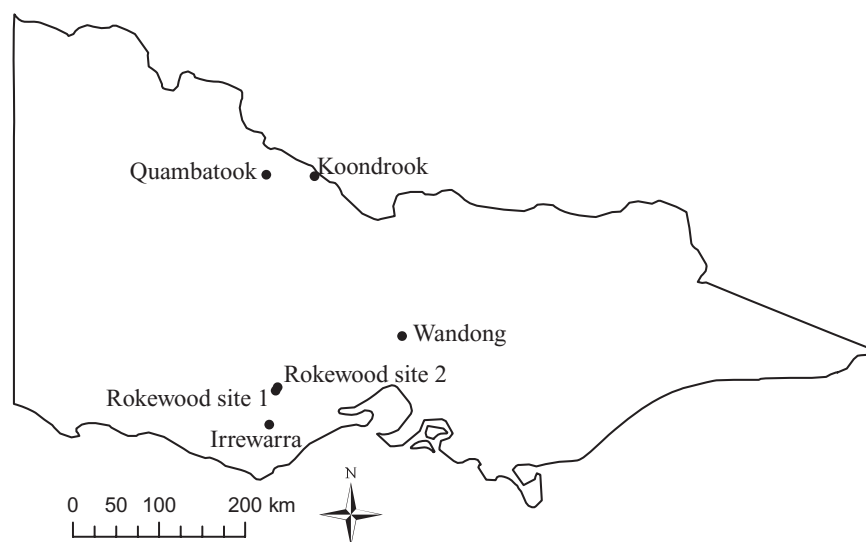 Koondrook
Quambatook
Wandong
Rokewood site 2
Rokewood site 1
Irrewarra
N
0 50 100 200 km